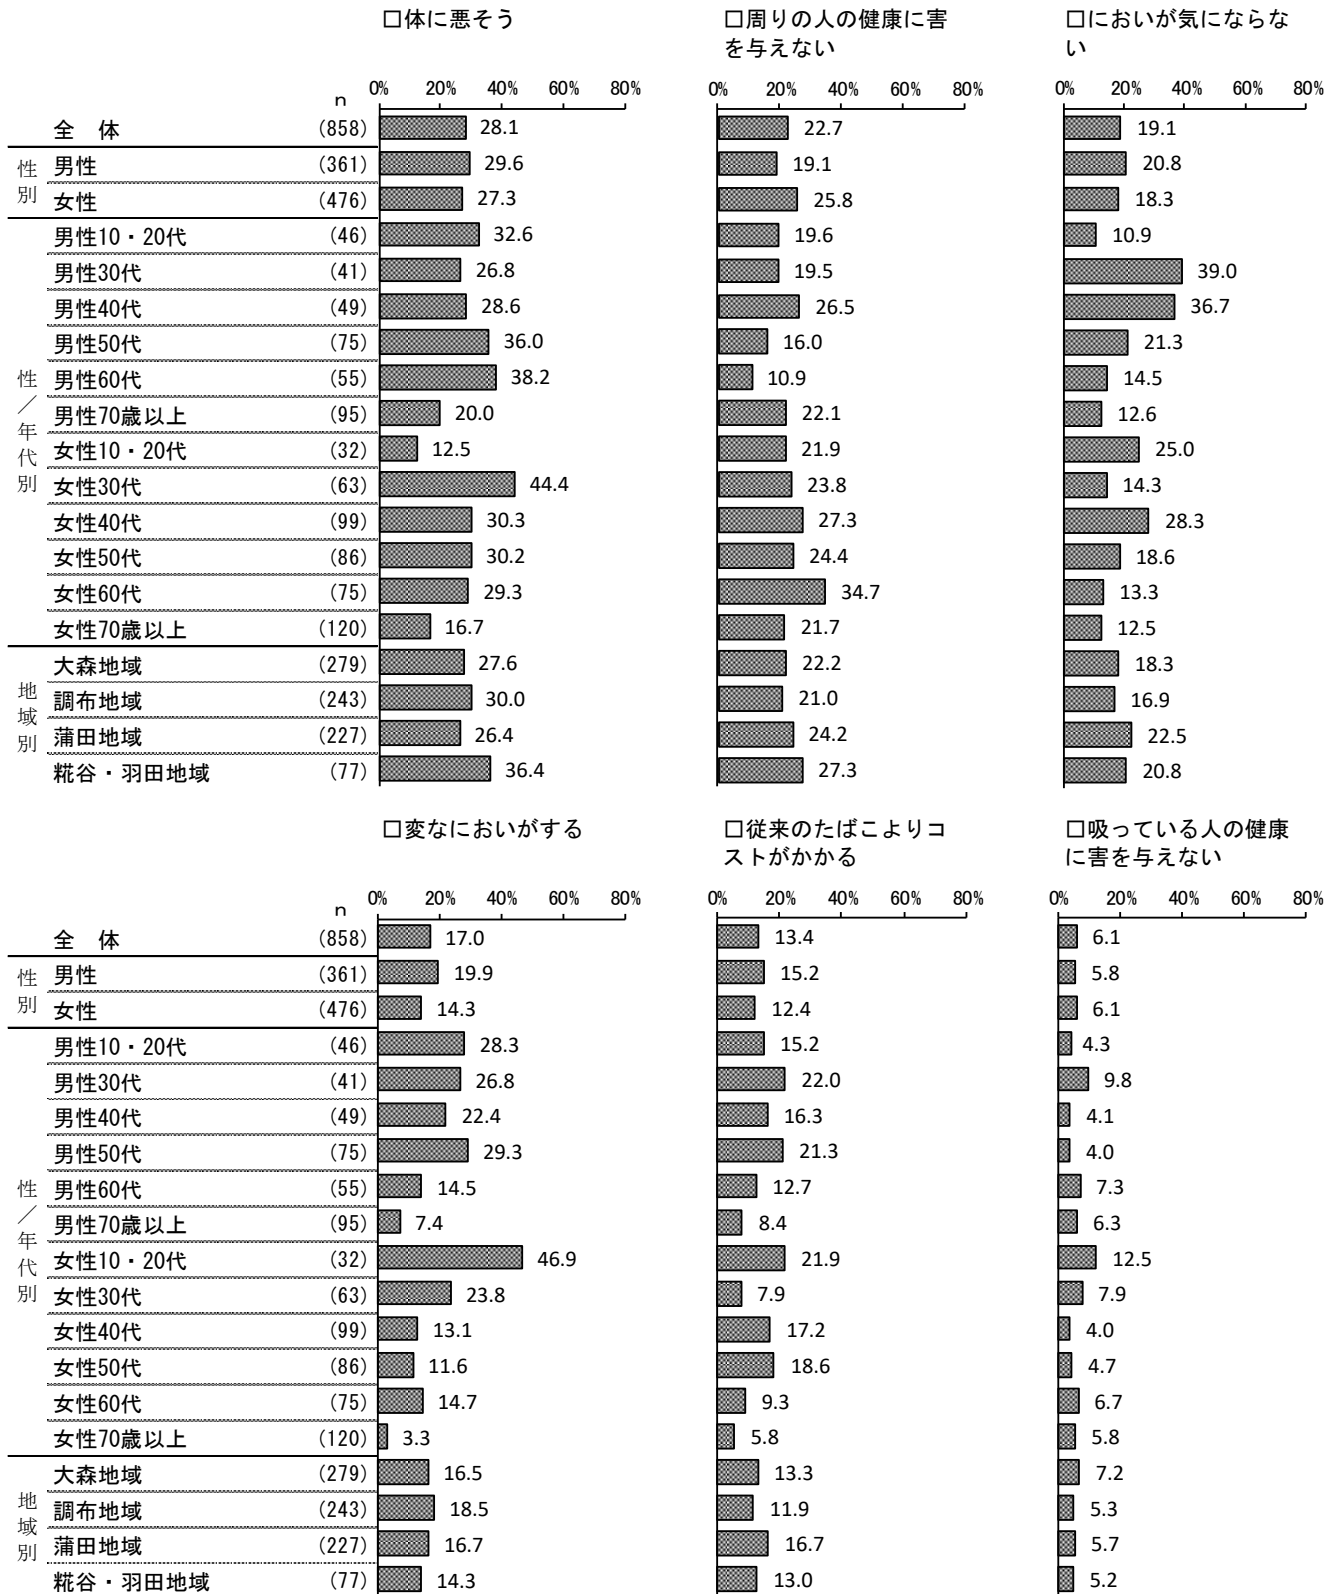 □体に悪そう □周りの人の健康に害 □においが気にならな
を与えない い
n 0% 20% 40% 60% 80% 0% 20% 40% 60% 80% 0% 20% 40% 60% 80%
全 体 (858) 28.1 22.7 19.1
性別 男性 (361) 29.6 19.1 20.8
女性 (476) 27.3 25.8 18.3
性／年代別 男性10・20代 (46) 32.6 19.6 10.9
男性30代 (41) 26.8 19.5 39.0
男性40代 (49) 28.6 26.5 36.7
男性50代 (75) 36.0 16.0 21.3
男性60代 (55) 38.2 10.9 14.5
男性70歳以上 (95) 20.0 22.1 12.6
女性10・20代 (32) 12.5 21.9 25.0
女性30代 (63) 44.4 23.8 14.3
女性40代 (99) 30.3 27.3 28.3
女性50代 (86) 30.2 24.4 18.6
女性60代 (75) 29.3 34.7 13.3
女性70歳以上 (120) 16.7 21.7 12.5
地域別 大森地域 (279) 27.6 22.2 18.3
調布地域 (243) 30.0 21.0 16.9
蒲田地域 (227) 26.4 24.2 22.5
糀谷・羽田地域 (77) 36.4 27.3 20.8
□変なにおいがする □従来のたばこよりコ □吸っている人の健康
ストがかかる に害を与えない
n 0% 20% 40% 60% 80% 0% 20% 40% 60% 80% 0% 20% 40% 60% 80%
全 体 (858) 17.0 13.4 6.1
性別 男性 (361) 19.9 15.2 5.8
女性 (476) 14.3 12.4 6.1
性／年代別 男性10・20代 (46) 28.3 15.2 4.3
男性30代 (41) 26.8 22.0 9.8
男性40代 (49) 22.4 16.3 4.1
男性50代 (75) 29.3 21.3 4.0
男性60代 (55) 14.5 12.7 7.3
男性70歳以上 (95) 7.4 8.4 6.3
女性10・20代 (32) 46.9 21.9 12.5
女性30代 (63) 23.8 7.9 7.9
女性40代 (99) 13.1 17.2 4.0
女性50代 (86) 11.6 18.6 4.7
女性60代 (75) 14.7 9.3 6.7
女性70歳以上 (120) 3.3 5.8 5.8
地域別 大森地域 (279) 16.5 13.3 7.2
調布地域 (243) 18.5 11.9 5.3
蒲田地域 (227) 16.7 16.7 5.7
糀谷・羽田地域 (77) 14.3 13.0 5.2